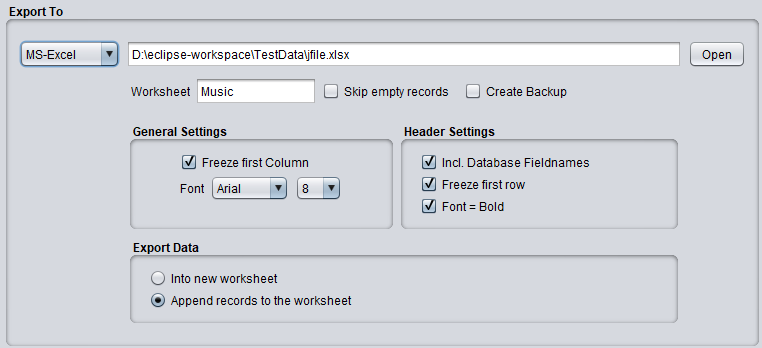 Export To
MS-Excel D:\eclipse-workspace\TestData\jfile.xlsx Open
Worksheet Music Skip empty records Create Backup
General Settings Header Settings
Freeze first Column Incl. Database Fieldnames
Font Arial 8 Freeze first row
Font = Bold
Export Data
Into new worksheet
Append records to the worksheet